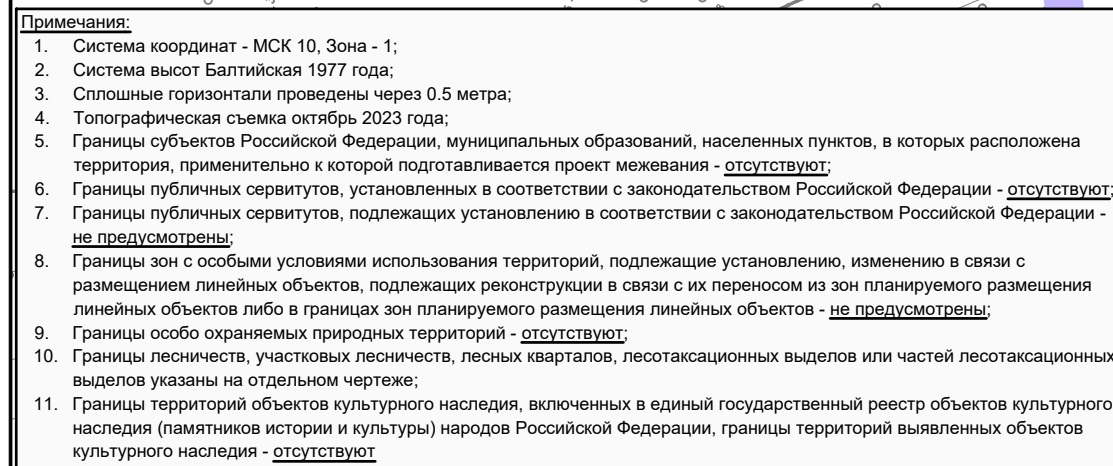 Примечания:
1. Система координат - МСК 10, Зона - 1;
2. Система высот Балтийская 1977 года;
3. Сплошные горизонтали проведены через 0.5 метра;
4. Топографическая съемка октябрь 2023 года;
5. Границы субъектов Российской Федерации, муниципальных образований, населенных пунктов, в которых расположена
территория, применительно к которой подготавливается проект межевания - отсутствуют;
6. Границы публичных сервитутов, установленных в соответствии с законодательством Российской Федерации - отсутствуют;
7. Границы публичных сервитутов, подлежащих установлению в соответствии с законодательством Российской Федерации -
не предусмотрены;
8. Границы зон с особыми условиями использования территорий, подлежащие установлению, изменению в связи с
размещением линейных объектов, подлежащих реконструкции в связи с их переносом из зон планируемого размещения
линейных объектов либо в границах зон планируемого размещения линейных объектов - не предусмотрены;
9. Границы особо охраняемых природных территорий - отсутствуют;
10. Границы лесничеств, участковых лесничеств, лесных кварталов, лесотаксационных выделов или частей лесотаксационных
выделов указаны на отдельном чертеже;
11. Границы территорий объектов культурного наследия, включенных в единый государственный реестр объектов культурного
наследия (памятников истории и культуры) народов Российской Федерации, границы территорий выявленных объектов
культурного наследия - отсутствуют